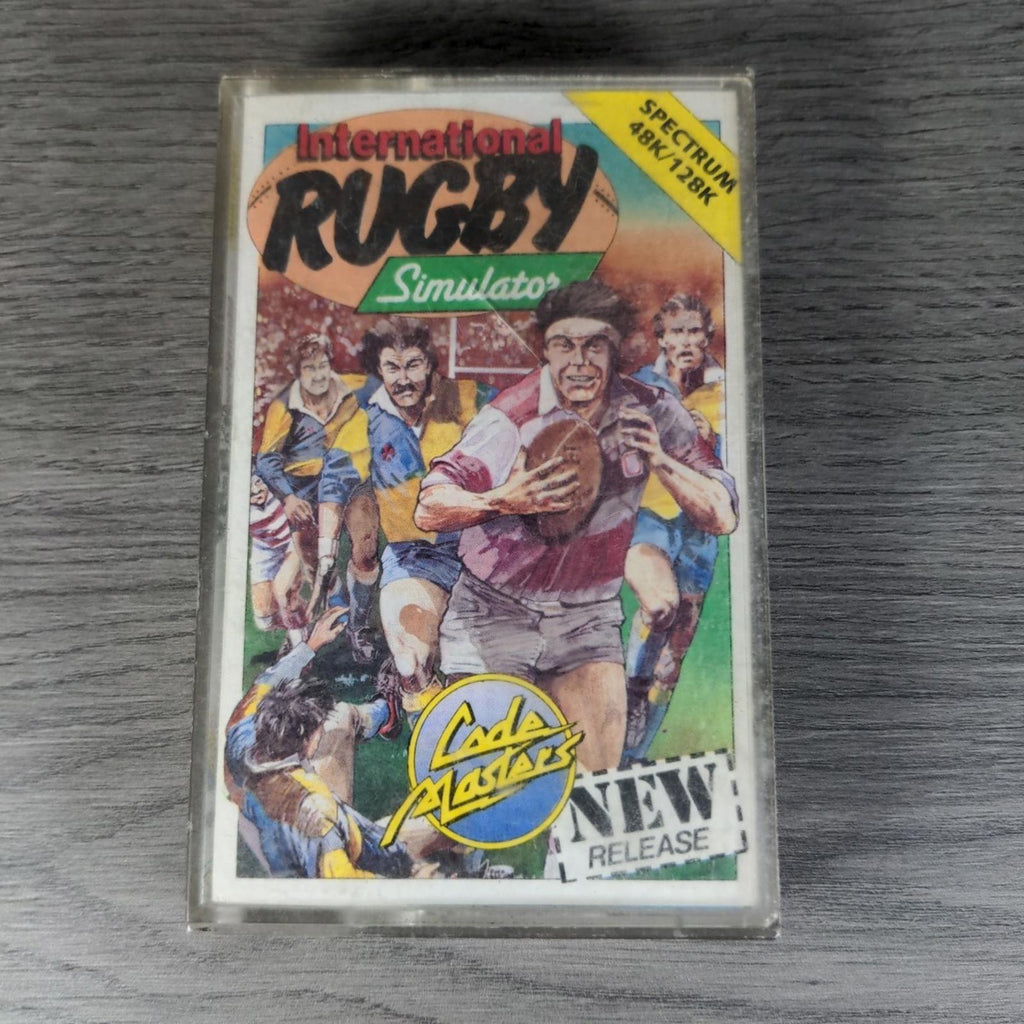 International
RUGBY
Simulator
SPECTRUM
48K/128K
Code
Masters
NEW
RELEASE